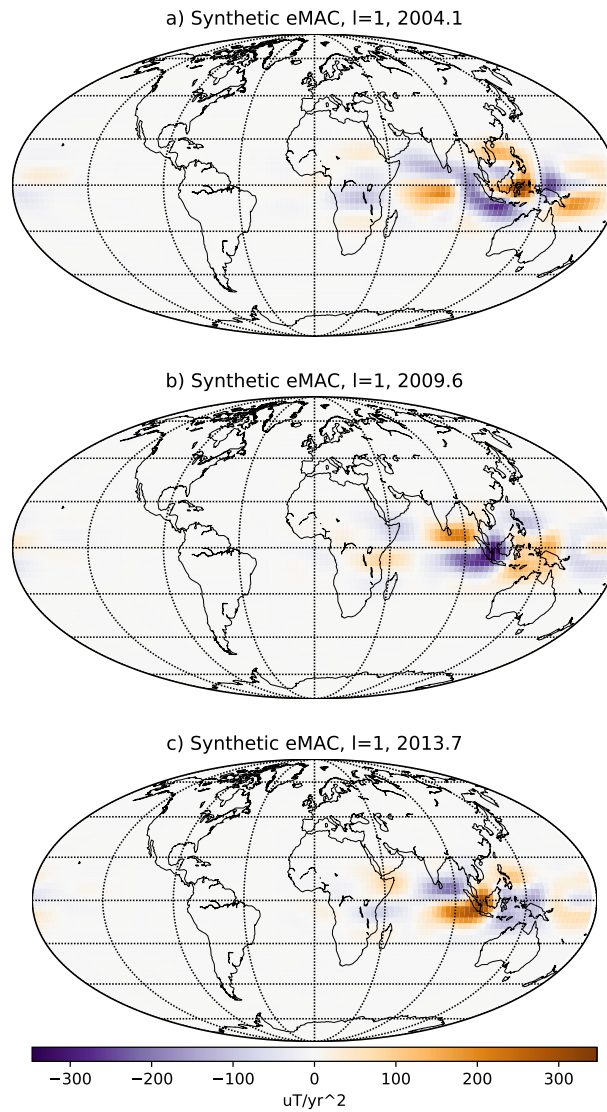 a) Synthetic eMAC, l=1, 2004.1
b) Synthetic eMAC, l=1, 2009.6
c) Synthetic eMAC, l=1, 2013.7
−300 −200 −100 0 100 200 300
uT/yr^2